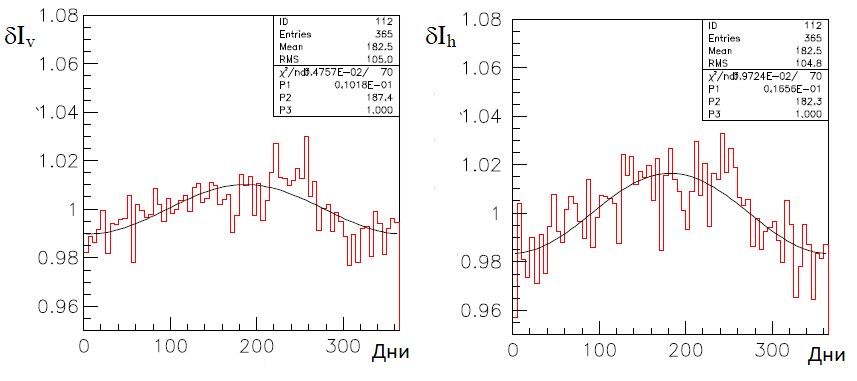 δIv
1.08
1.06
1.04
1.02
1
0.98
0.96
0
100
200
300
Дни
ID 112
Entries 365
Mean 182.5
RMS 105.0
P1 0.1018E-01
P2 187.4
P3 1.000
δIh
1.08
1.06
1.04
1.02
1
0.98
0.96
0
100
200
300
Дни
ID 112
Entries 365
Mean 182.5
RMS 104.8
P1 0.1656E-01
P2 182.3
P3 1.000